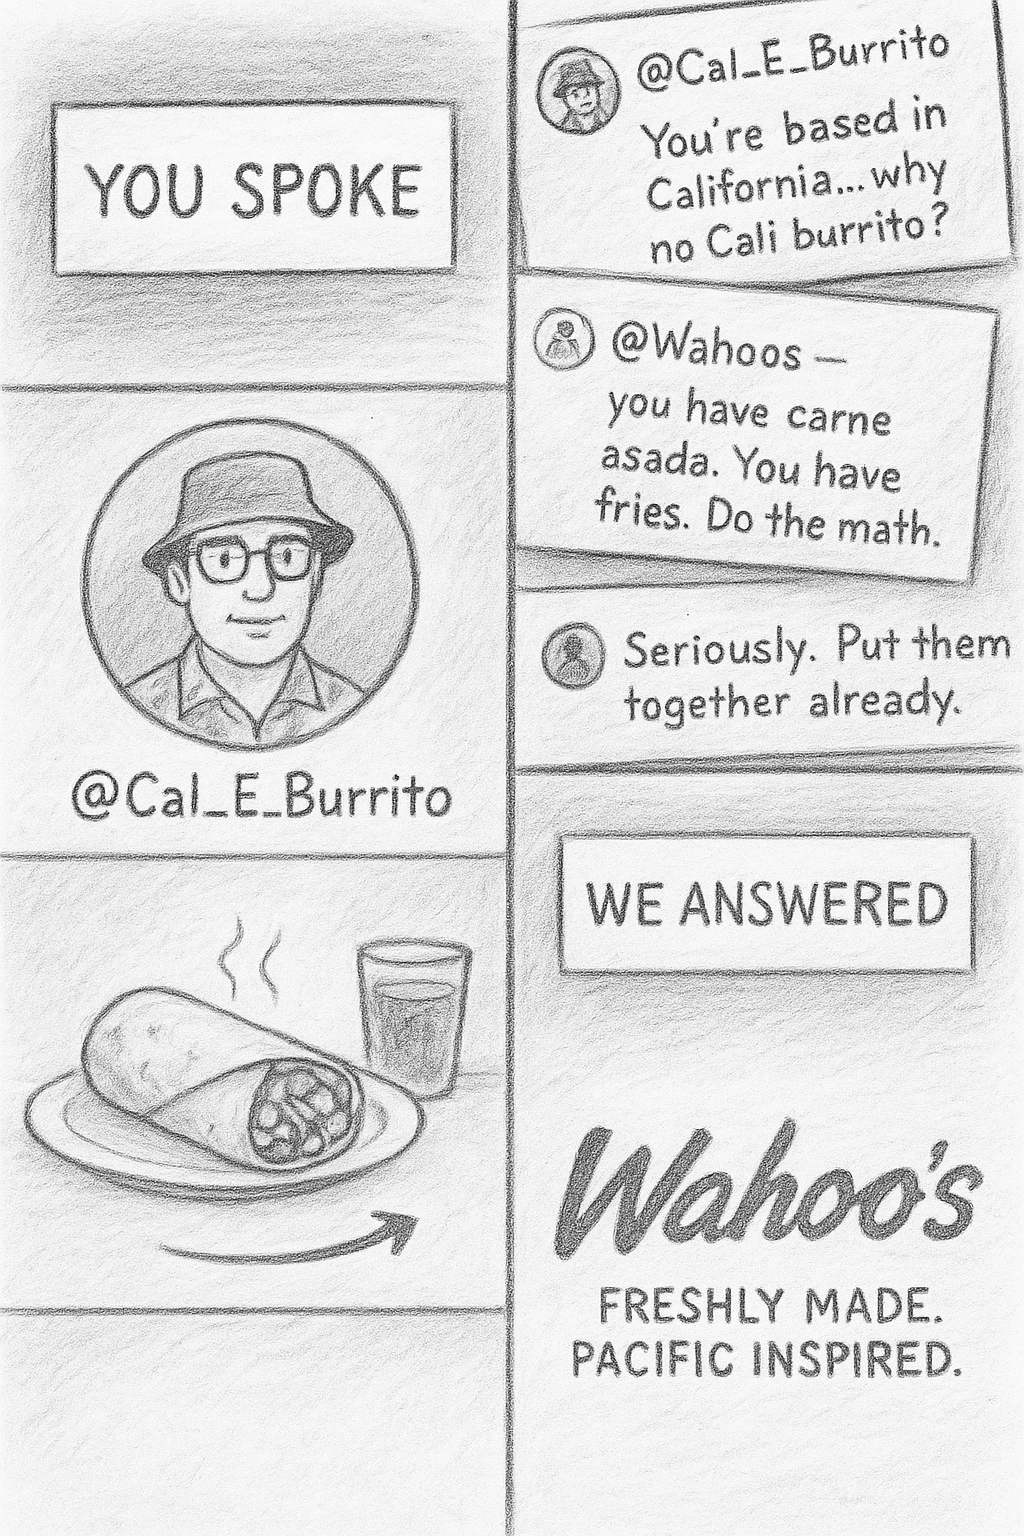 YOU SPOKE
@Cal_E_Burrito
You're based in
California...why
no Cali burrito?
@Wahoos —
you have carne
asada. You have
fries. Do the math.
Seriously. Put them
together already.
@Cal_E_Burrito
WE ANSWERED
Wahoo's
FRESHLY MADE.
PACIFIC INSPIRED.